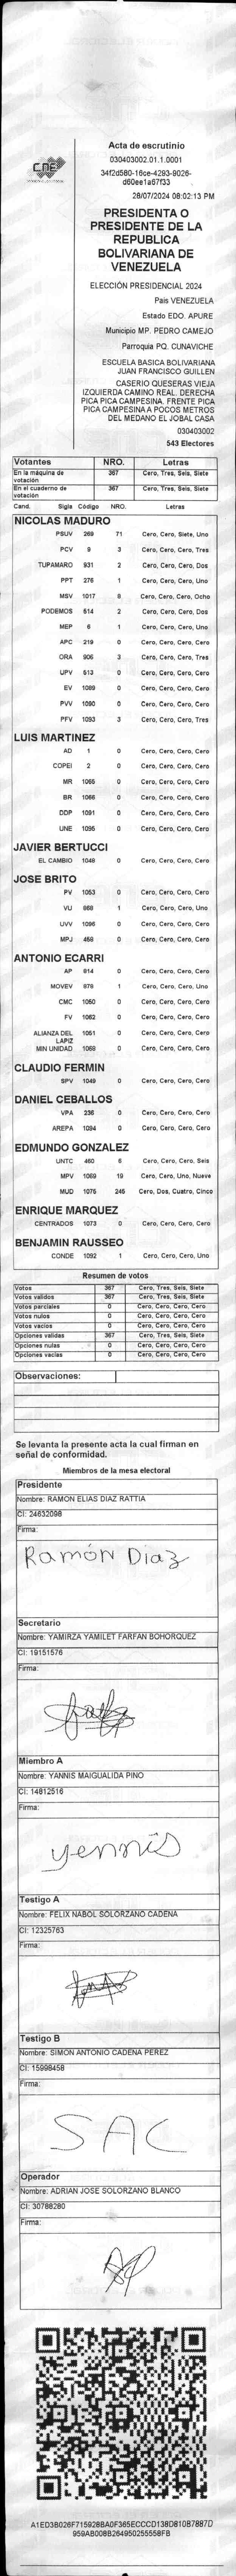 CNE
Acta de escrutinio
030403002.01.1.0001
34f2d580-16ce-4293-9026-
d60ee1a67f33
28/07/2024 08:02:13 PM
PRESIDENTA O
PRESIDENTE DE LA
REPUBLICA
BOLIVARIANA DE
VENEZUELA
ELECCIÓN PRESIDENCIAL 2024
Pais VENEZUELA
Estado EDO. APURE
Municipio MP. PEDRO CAMEJO
Parroquia PQ. CUNAVICHE
ESCUELA BASICA BOLIVARIANA
JUAN FRANCISCO GUILLEN
CASERIO QUESERAS VIEJA
IZQUIERDA CAMINO REAL. DERECHA
PICA PICA CAMPESINA. FRENTE PICA
PICA CAMPESINA A POCOS METROS
DEL MEDANO EL JOBAL CASA
030403002
543 Electores
Votantes NRO. Letras
En la maquina de votación 367 Cero, Tres, Seis, Siete
En el cuaderno de votación 367 Cero, Tres, Seis, Siete
Cand. Sigla Código NRO. Letras
NICOLAS MADURO
PSUV 269 71 Cero, Cero, Siete, Uno
PCV 9 3 Cero, Cero, Cero, Tres
TUPAMARO 931 2 Cero, Cero, Cero, Dos
PPT 276 1 Cero, Cero, Cero, Uno
MSV 1017 8 Cero, Cero, Cero, Ocho
PODEMOS 514 2 Cero, Cero, Cero, Dos
MEP 6 1 Cero, Cero, Cero, Uno
APC 219 0 Cero, Cero, Cero, Cero
ORA 906 3 Cero, Cero, Cero, Tres
UPV 513 0 Cero, Cero, Cero, Cero
EV 1089 0 Cero, Cero, Cero, Cero
PVV 1090 0 Cero, Cero, Cero, Cero
PFV 1093 3 Cero, Cero, Cero, Tres
LUIS MARTINEZ
AD 1 0 Cero, Cero, Cero, Cero
COPEI 2 0 Cero, Cero, Cero, Cero
MR 1065 0 Cero, Cero, Cero, Cero
BR 1066 0 Cero, Cero, Cero, Cero
DDP 1091 0 Cero, Cero, Cero, Cero
UNE 1095 0 Cero, Cero, Cero, Cero
JAVIER BERTUCCI
EL CAMBIO 1048 0 Cero, Cero, Cero, Cero
JOSE BRITO
PV 1053 0 Cero, Cero, Cero, Cero
VU 868 1 Cero, Cero, Cero, Uno
UVV 1096 0 Cero, Cero, Cero, Cero
MPJ 459 0 Cero, Cero, Cero, Cero
ANTONIO ECARRI
AP 814 0 Cero, Cero, Cero, Cero
MOVEV 878 1 Cero, Cero, Cero, Uno
CMC 1050 0 Cero, Cero, Cero, Cero
FV 1062 0 Cero, Cero, Cero, Cero
ALIANZA DEL LAPIZ 1051 0 Cero, Cero, Cero, Cero
MIN UNIDAD 1059 0 Cero, Cero, Cero, Cero
CLAUDIO FERMIN
SPV 1049 0 Cero, Cero, Cero, Cero
DANIEL CEBALLOS
VPA 236 0 Cero, Cero, Cero, Cero
AREPA 1094 0 Cero, Cero, Cero, Cero
EDMUNDO GONZALEZ
UNTC 460 6 Cero, Cero, Cero, Seis
MPV 1069 19 Cero, Cero, Uno, Nueve
MUD 1075 245 Cero, Dos, Cuatro, Cinco
ENRIQUE MARQUEZ
CENTRADOS 1073 0 Cero, Cero, Cero, Cero
BENJAMIN RAUSSEO
CONDE 1092 1 Cero, Cero, Cero, Uno
Resumen de votos
Votos 367 Cero, Tres, Seis, Siete
Votos validos 367 Cero, Tres, Seis, Siete
Votos parciales 0 Cero, Cero, Cero, Cero
Votos nulos 0 Cero, Cero, Cero, Cero
Votos vacios 0 Cero, Cero, Cero, Cero
Opciones validas 367 Cero, Tres, Seis, Siete
Opciones nulas 0 Cero, Cero, Cero, Cero
Opciones vacias 0 Cero, Cero, Cero, Cero
Observaciones:
Se levanta la presente acta la cual firman en
señal de conformidad.
Miembros de la mesa electoral
Presidente
Nombre: RAMON ELIAS DIAZ RATTIA
CI: 24632098
Firma:
Ramón Diaz
Secretario
Nombre: YAMIRZA YAMILET FARFAN BOHORQUEZ
CI: 19151576
Firma:
Miembro A
Nombre: YANNIS MAIGUALIDA PINO
CI: 14812516
Firma:
yennis
Testigo A
Nombre: FELIX NABOL SOLORZANO CADENA
CI: 12325763
Firma:
Testigo B
Nombre: SIMON ANTONIO CADENA PEREZ
CI: 15998458
Firma:
SAC
Operador
Nombre: ADRIAN JOSE SOLORZANO BLANCO
CI: 30788280
Firma:
A1ED3B026F715928BA0F365ECCCD138D810B7887D
959AB008B264950255558FB